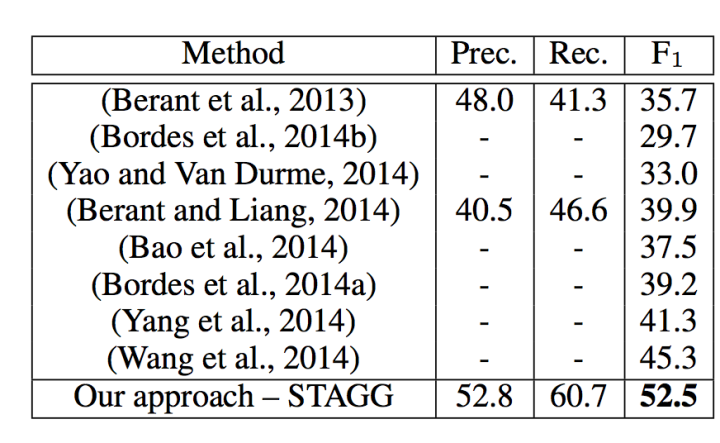 Method Prec. Rec. F1
(Berant et al., 2013) 48.0 41.3 35.7
(Bordes et al., 2014b) - - 29.7
(Yao and Van Durme, 2014) - - 33.0
(Berant and Liang, 2014) 40.5 46.6 39.9
(Bao et al., 2014) - - 37.5
(Bordes et al., 2014a) - - 39.2
(Yang et al., 2014) - - 41.3
(Wang et al., 2014) - - 45.3
Our approach – STAGG 52.8 60.7 52.5